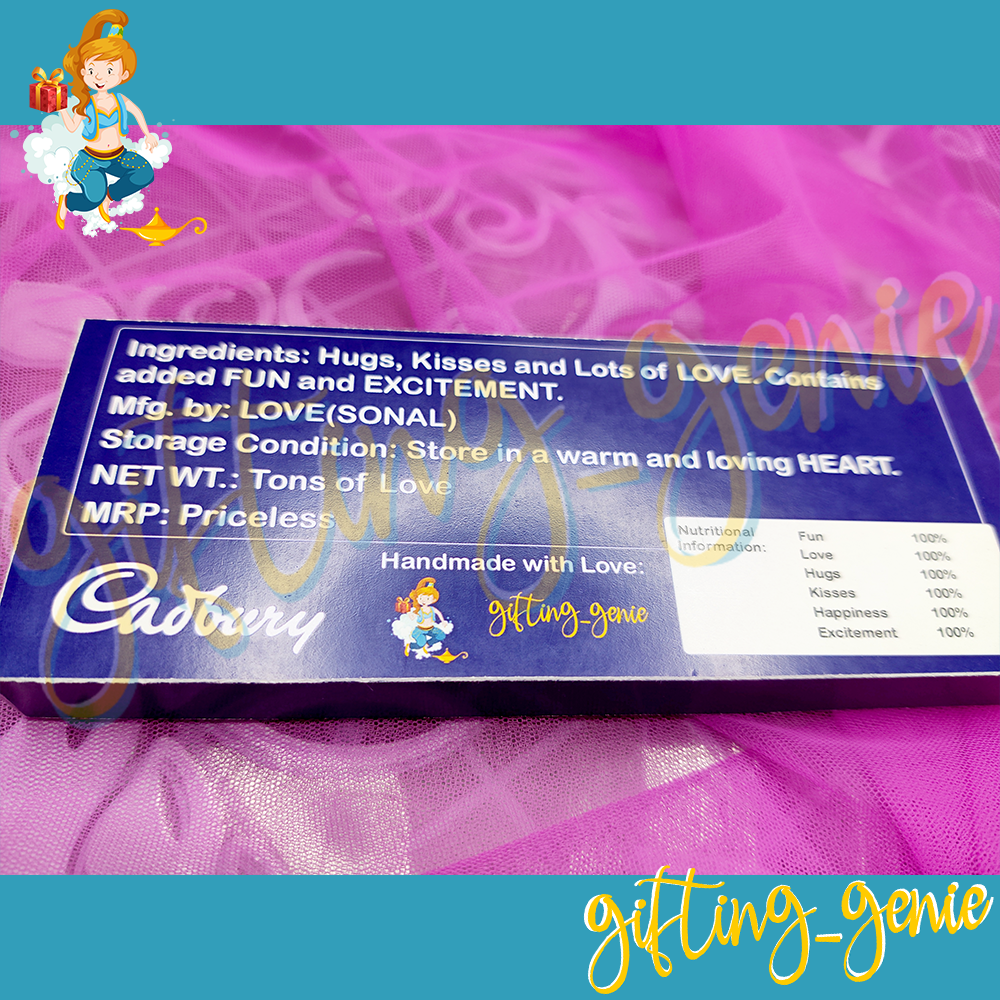 Ingredients: Hugs, Kisses and Lots of LOVE. Contains
added FUN and EXCITEMENT.
Mfg. by: LOVE(SONAL)
Storage Condition: Store in a warm and loving HEART.
NET WT.: Tons of Love
MRP: Priceless
Nutritional
Information:
Fun 100%
Love 100%
Hugs 100%
Kisses 100%
Happiness 100%
Excitement 100%
Handmade with Love:
Cadbury
gifting_genie
gifting_genie
gifting_genie